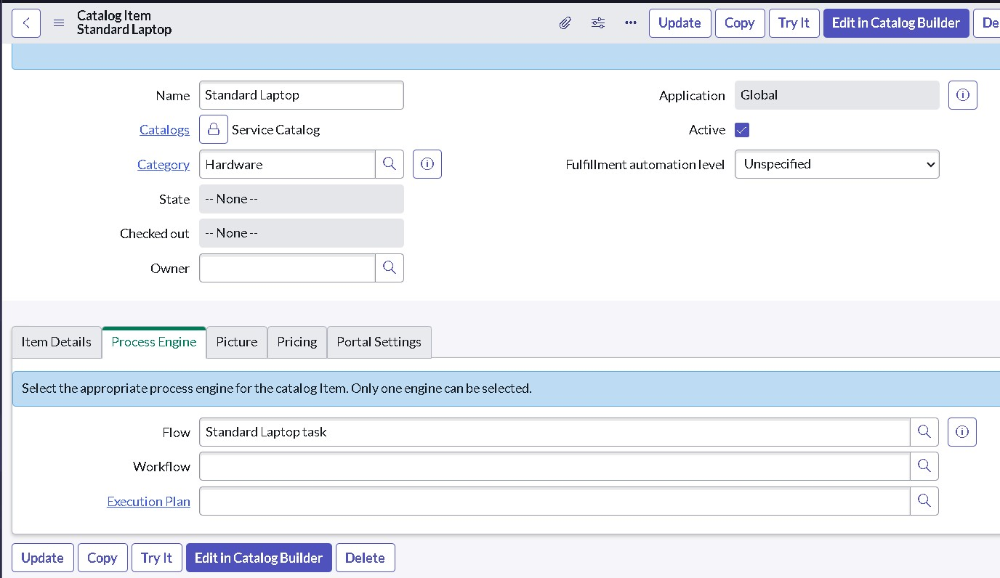 Catalog Item
Standard Laptop
Update
Copy
Try It
Edit in Catalog Builder
De
Name
Standard Laptop
Application
Global
Catalogs
Service Catalog
Active
Category
Hardware
Fulfillment automation level
Unspecified
State
-- None --
Checked out
-- None --
Owner
Item Details
Process Engine
Picture
Pricing
Portal Settings
Select the appropriate process engine for the catalog Item. Only one engine can be selected.
Flow
Standard Laptop task
Workflow
Execution Plan
Update
Copy
Try It
Edit in Catalog Builder
Delete